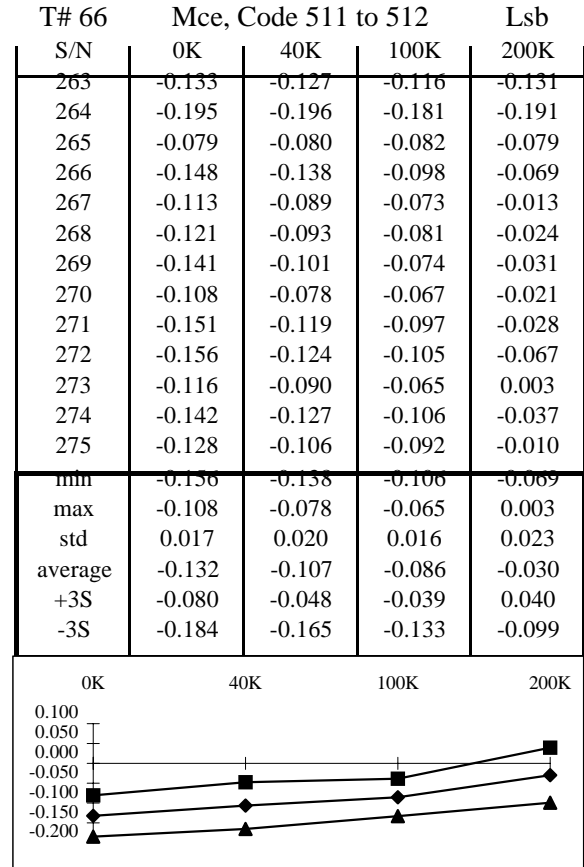 T# 66 Mce, Code 511 to 512 Lsb
S/N 0K 40K 100K 200K
263 -0.133 -0.127 -0.116 -0.131
264 -0.195 -0.196 -0.181 -0.191
265 -0.079 -0.080 -0.082 -0.079
266 -0.148 -0.138 -0.098 -0.069
267 -0.113 -0.089 -0.073 -0.013
268 -0.121 -0.093 -0.081 -0.024
269 -0.141 -0.101 -0.074 -0.031
270 -0.108 -0.078 -0.067 -0.021
271 -0.151 -0.119 -0.097 -0.028
272 -0.156 -0.124 -0.105 -0.067
273 -0.116 -0.090 -0.065 0.003
274 -0.142 -0.127 -0.106 -0.037
275 -0.128 -0.106 -0.092 -0.010
min -0.156 -0.138 -0.106 -0.069
max -0.108 -0.078 -0.065 0.003
std 0.017 0.020 0.016 0.023
average -0.132 -0.107 -0.086 -0.030
+3S -0.080 -0.048 -0.039 0.040
-3S -0.184 -0.165 -0.133 -0.099
0K 40K 100K 200K
0.100
0.050
0.000
-0.050
-0.100
-0.150
-0.200